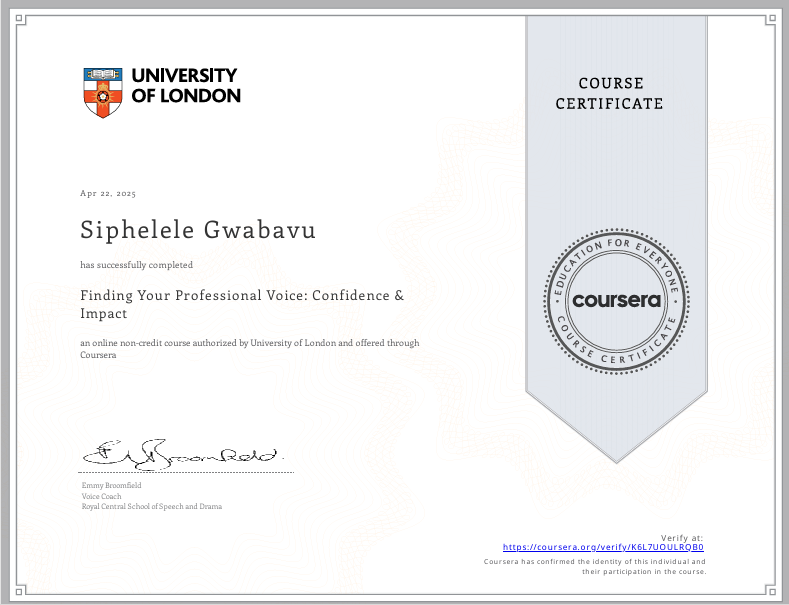 UNIVERSITY
OF LONDON
COURSE
CERTIFICATE
Apr 22, 2025
Siphelele Gwabavu
has successfully completed
Finding Your Professional Voice: Confidence &
Impact
an online non-credit course authorized by University of London and offered through
Coursera
EDUCATION FOR EVERYONE
coursera
COURSE CERTIFICATE
E Broomfield
Emmy Broomfield
Voice Coach
Royal Central School of Speech and Drama
Verify at:
https://coursera.org/verify/K6L7UOULRQB0
Coursera has confirmed the identity of this individual and
their participation in the course.